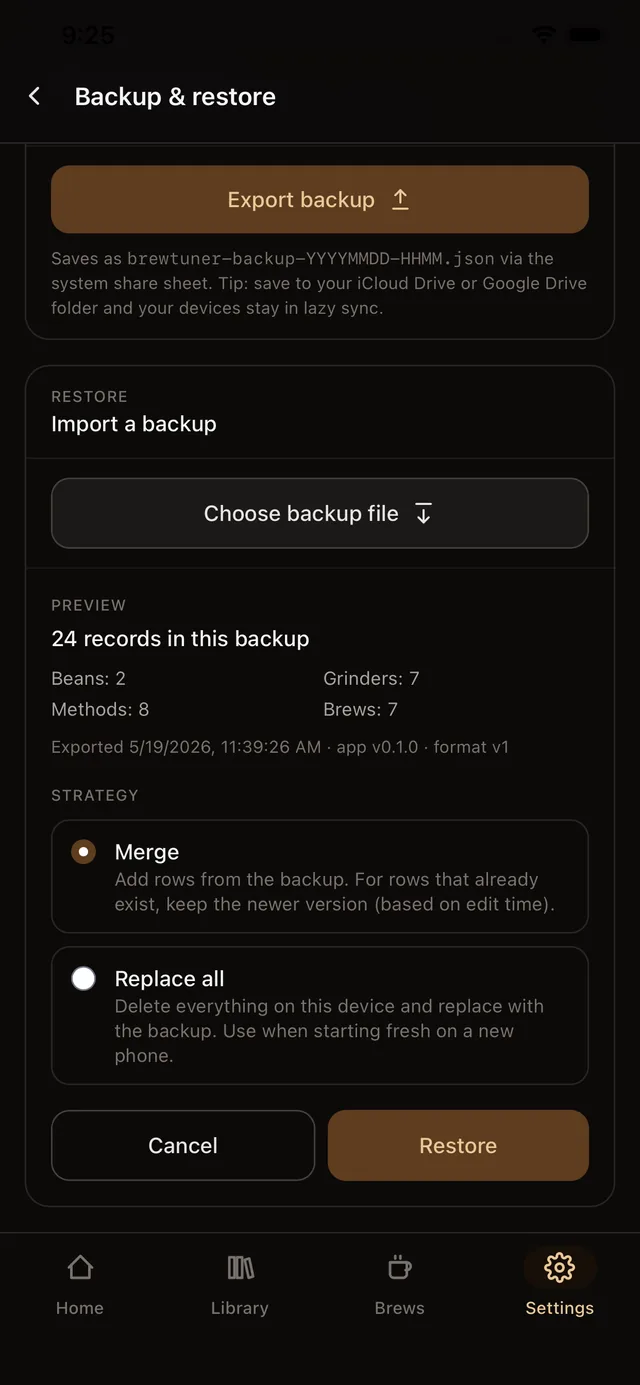 9:25
Backup & restore
Export backup
Saves as brewtuner-backup-YYYYMMDD-HHMM.json via the
system share sheet. Tip: save to your iCloud Drive or Google Drive
folder and your devices stay in lazy sync.
RESTORE
Import a backup
Choose backup file
PREVIEW
24 records in this backup
Beans: 2
Grinders: 7
Methods: 8
Brews: 7
Exported 5/19/2026, 11:39:26 AM · app v0.1.0 · format v1
STRATEGY
Merge
Add rows from the backup. For rows that already
exist, keep the newer version (based on edit time).
Replace all
Delete everything on this device and replace with
the backup. Use when starting fresh on a new
phone.
Cancel
Restore
Home
Library
Brews
Settings